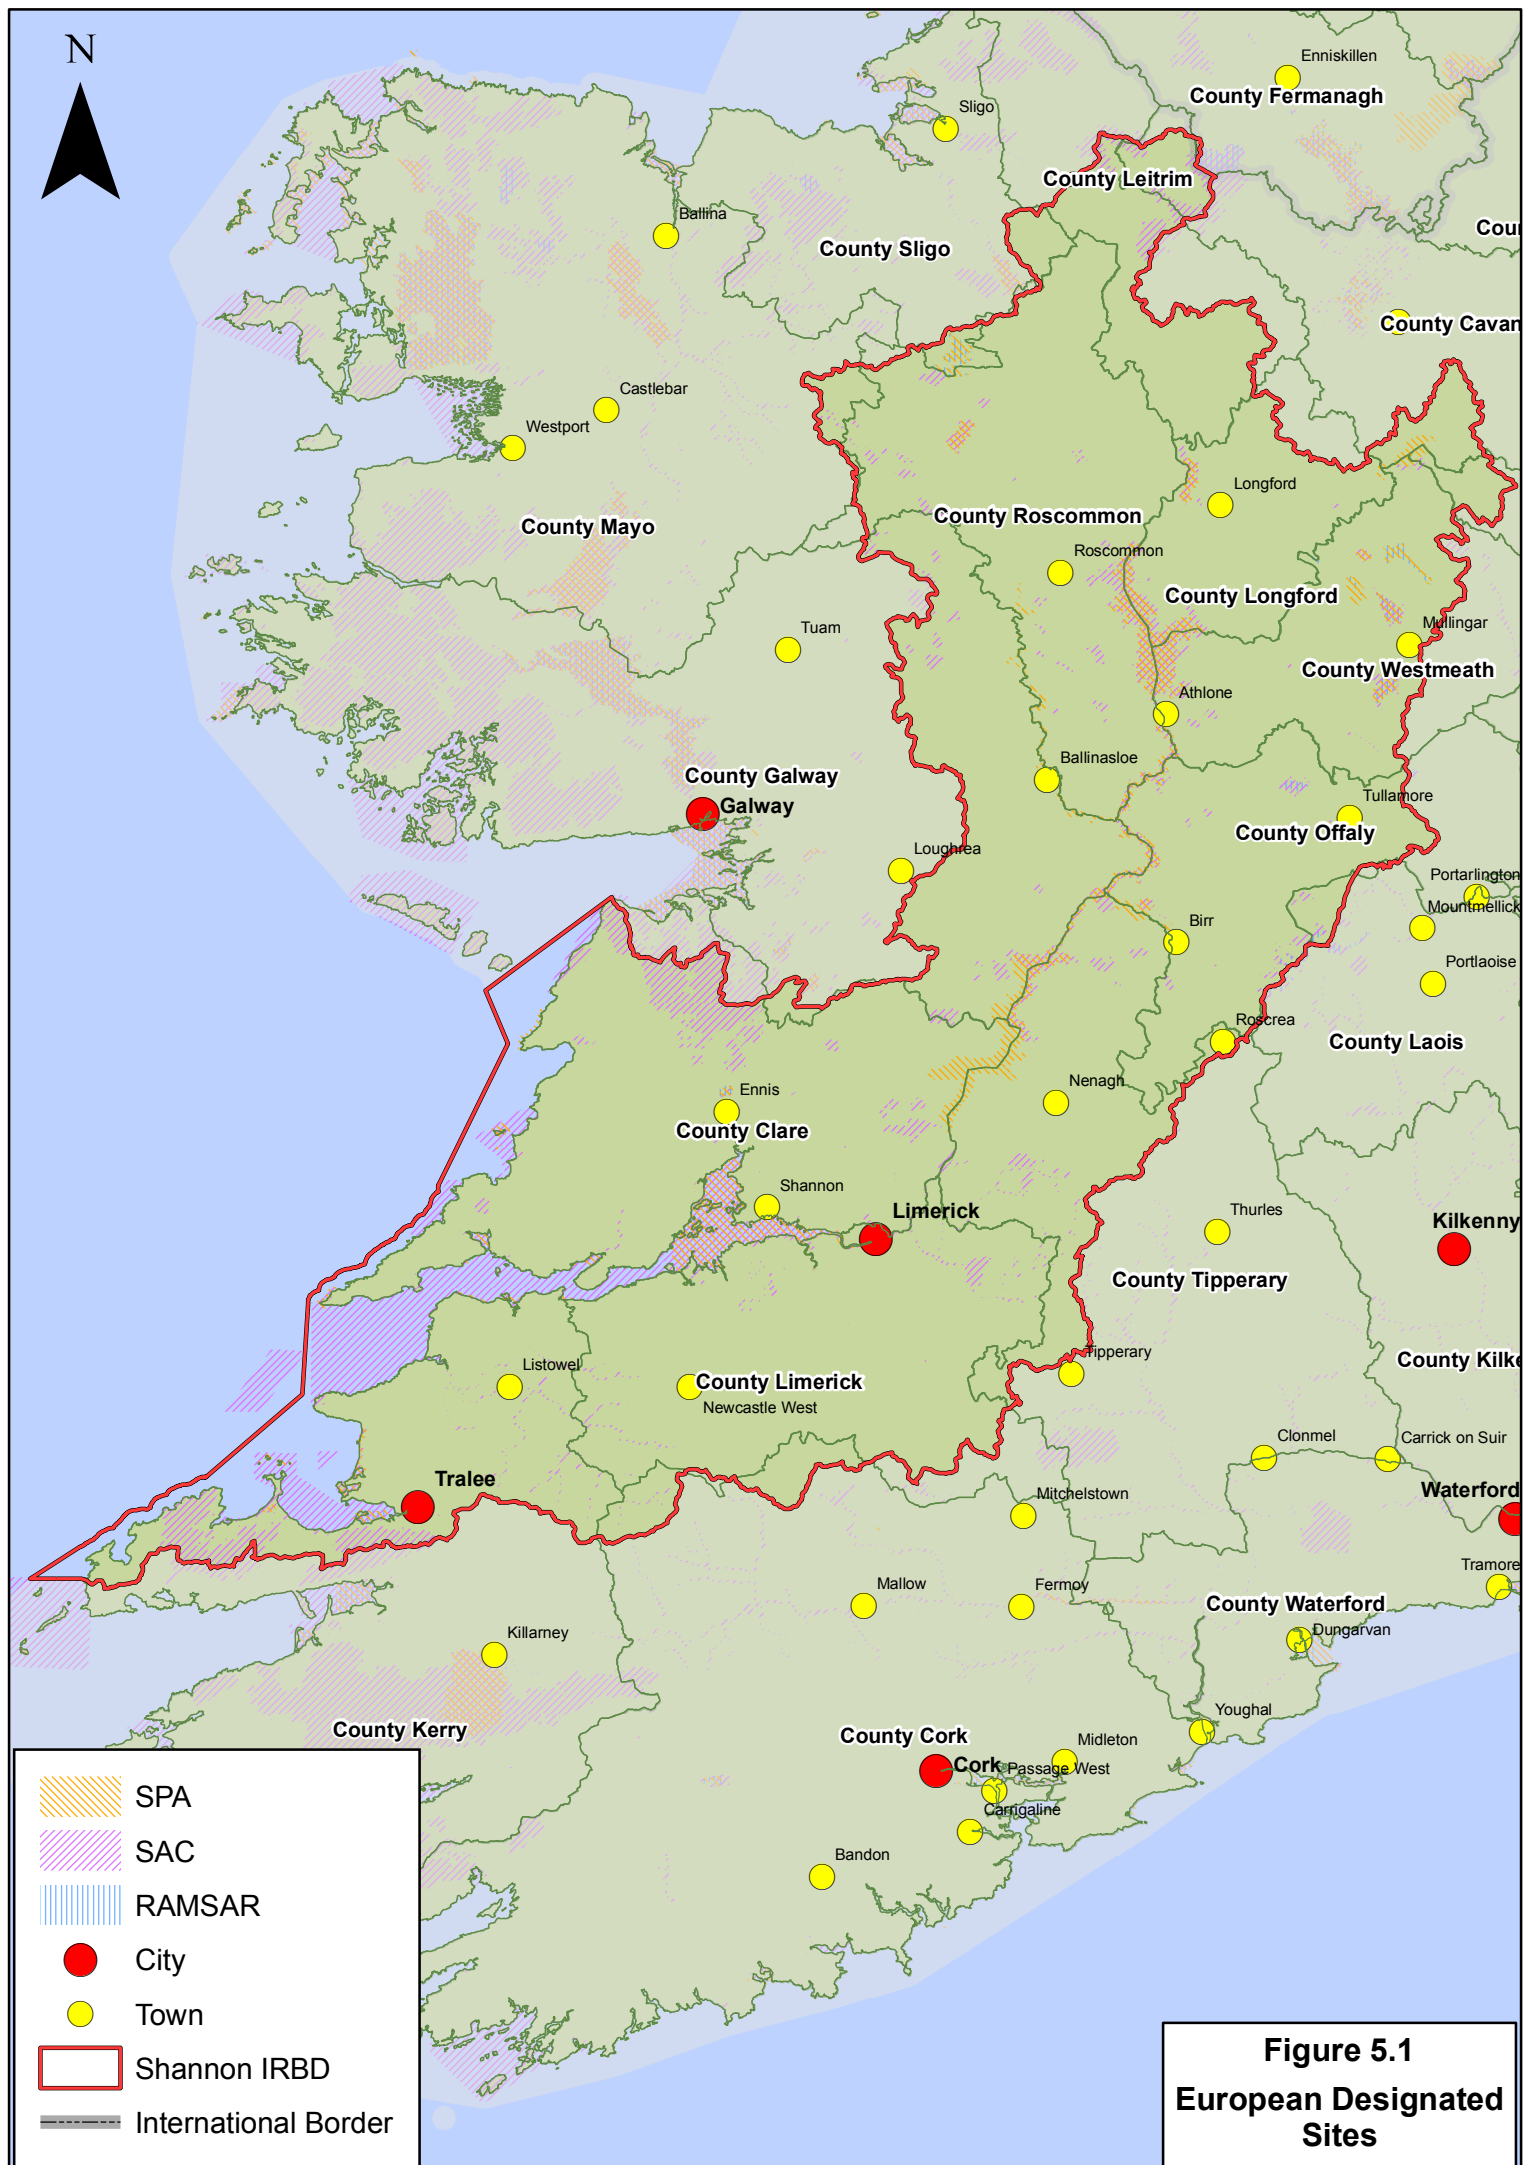 N
Enniskillen
County Fermanagh
Sligo
County Leitrim
Ballina
County Sligo
Cou
County Cavan
Castlebar
Westport
Longford
County Mayo
County Roscommon
Roscommon
County Longford
Mullingar
Tuam
County Westmeath
Athlone
Ballinasloe
County Galway
Galway
Tullamore
County Offaly
Loughrea
Portarlington
Mountmellick
Birr
Portlaoise
Roscrea
County Laois
Nenagh
Ennis
County Clare
Shannon
Limerick
Thurles
Kilkenny
County Tipperary
Tipperary
County Kilke
Listowel
County Limerick
Newcastle West
Clonmel
Carrick on Suir
Tralee
Mitchelstown
Waterford
Tramore
Mallow
Fermoy
County Waterford
Dungarvan
Killarney
Youghal
County Kerry
County Cork
Midleton
Cork
Passage West
Carrigaline
Bandon
SPA
SAC
RAMSAR
City
Town
Shannon IRBD
International Border
Figure 5.1
European Designated
Sites